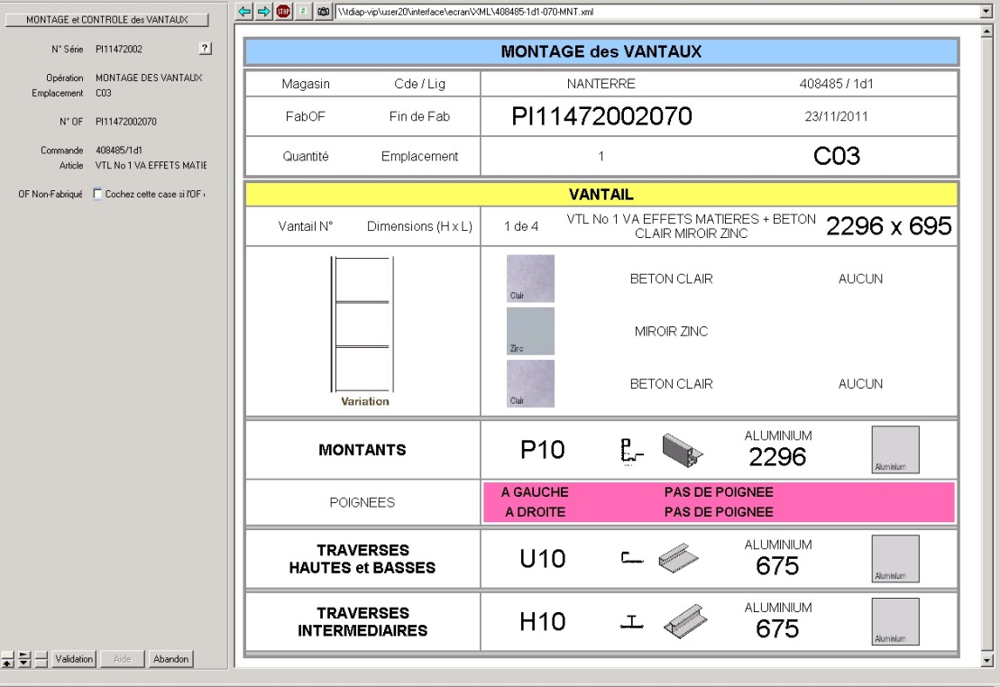 MONTAGE et CONTROLE des VANTAUX
N° Série PI11472002 ?
Opération MONTAGE DES VANTAUX
Emplacement C03
N° OF PI11472002070
Commande 408485/1d1
Article VTL No 1 VA EFFETS MATIE
OF Non-Fabriqué Cochez cette case si l'OF
Validation Aide Abandon
STOP \\tdiap-vip\user20\interface\ecran\XML\408485-1d1-070-MNT.xml
MONTAGE des VANTAUX
Magasin Cde / Lig NANTERRE 408485 / 1d1
FabOF Fin de Fab PI11472002070 23/11/2011
Quantité Emplacement 1 C03
VANTAIL
Vantail N° Dimensions (H x L) 1 de 4 VTL No 1 VA EFFETS MATIERES + BETON 2296 x 695
CLAIR MIROIR ZINC
BETON CLAIR AUCUN
Clair
MIROIR ZINC
Zinc
BETON CLAIR AUCUN
Clair
Variation
MONTANTS P10 ALUMINIUM
2296
Aluminium
POIGNEES
A GAUCHE PAS DE POIGNEE
A DROITE PAS DE POIGNEE
TRAVERSES
HAUTES et BASSES U10 ALUMINIUM
675
Aluminium
TRAVERSES
INTERMEDIAIRES H10 ALUMINIUM
675
Aluminium